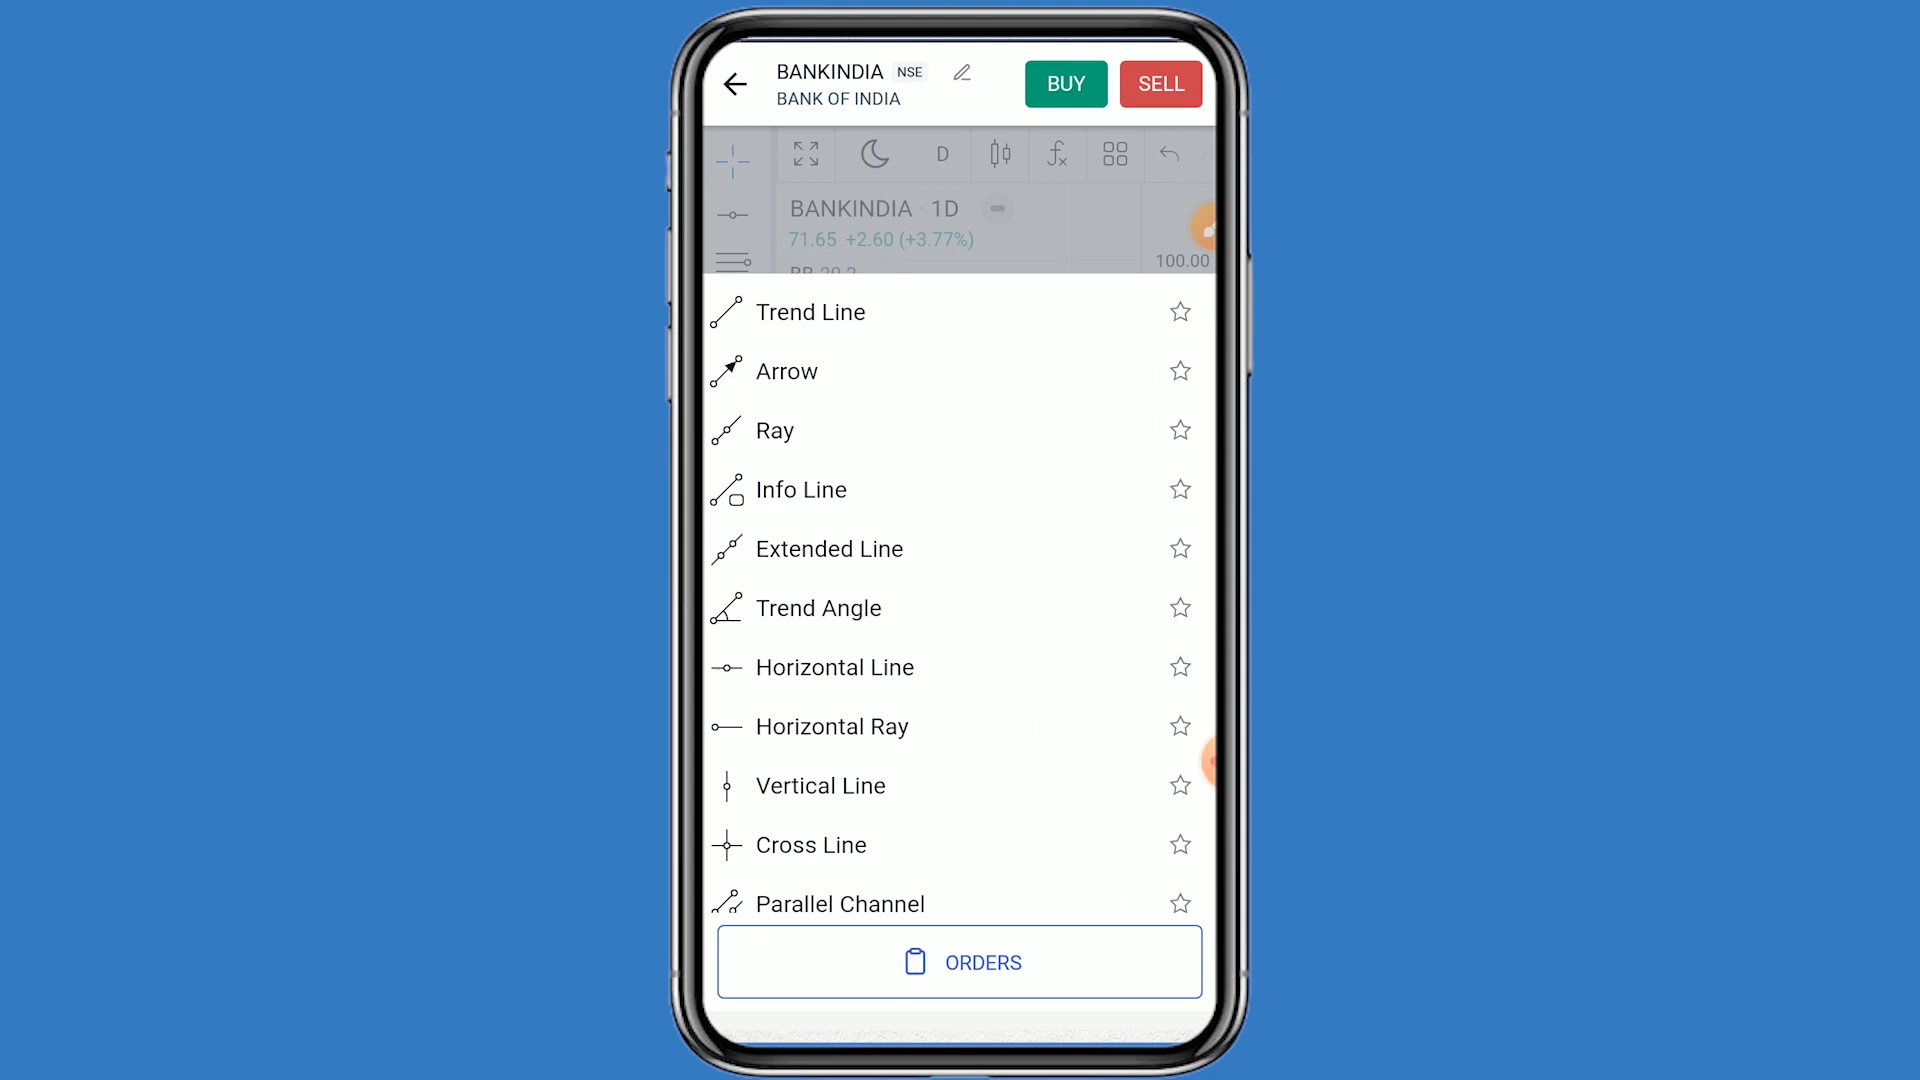 BANKINDIA NSE
BANK OF INDIA
BUY
SELL
D
BANKINDIA · 1D
71.65 +2.60 (+3.77%)
100.00
Trend Line
Arrow
Ray
Info Line
Extended Line
Trend Angle
Horizontal Line
Horizontal Ray
Vertical Line
Cross Line
Parallel Channel
ORDERS